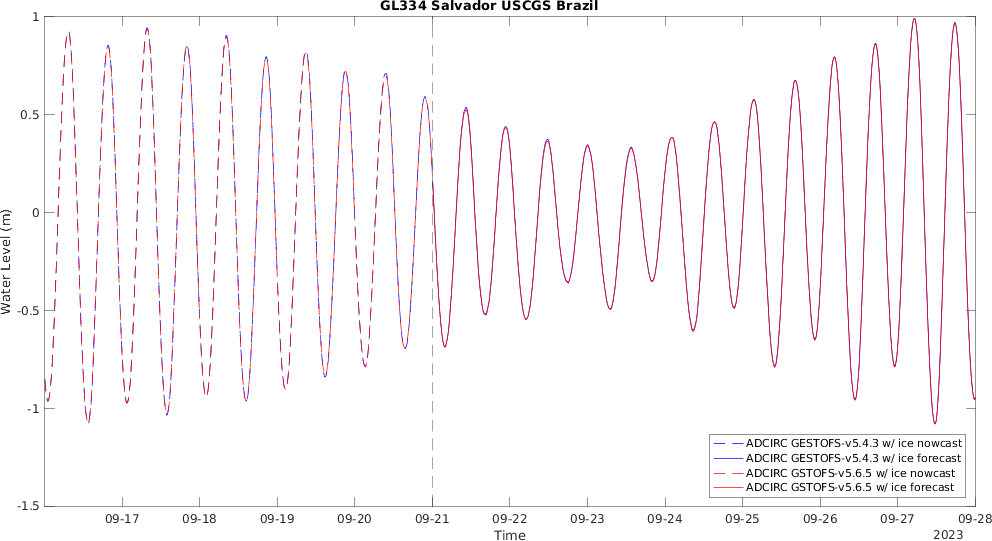 GL334 Salvador USCGS Brazil
1
0.5
0
-0.5
-1
-1.5
Water Level (m)
ADCIRC GESTOFS-v5.4.3 w/ ice nowcast
ADCIRC GESTOFS-v5.4.3 w/ ice forecast
ADCIRC GSTOFS-v5.6.5 w/ ice nowcast
ADCIRC GSTOFS-v5.6.5 w/ ice forecast
09-17 09-18 09-19 09-20 09-21 09-22 09-23 09-24 09-25 09-26 09-27 09-28
Time
2023